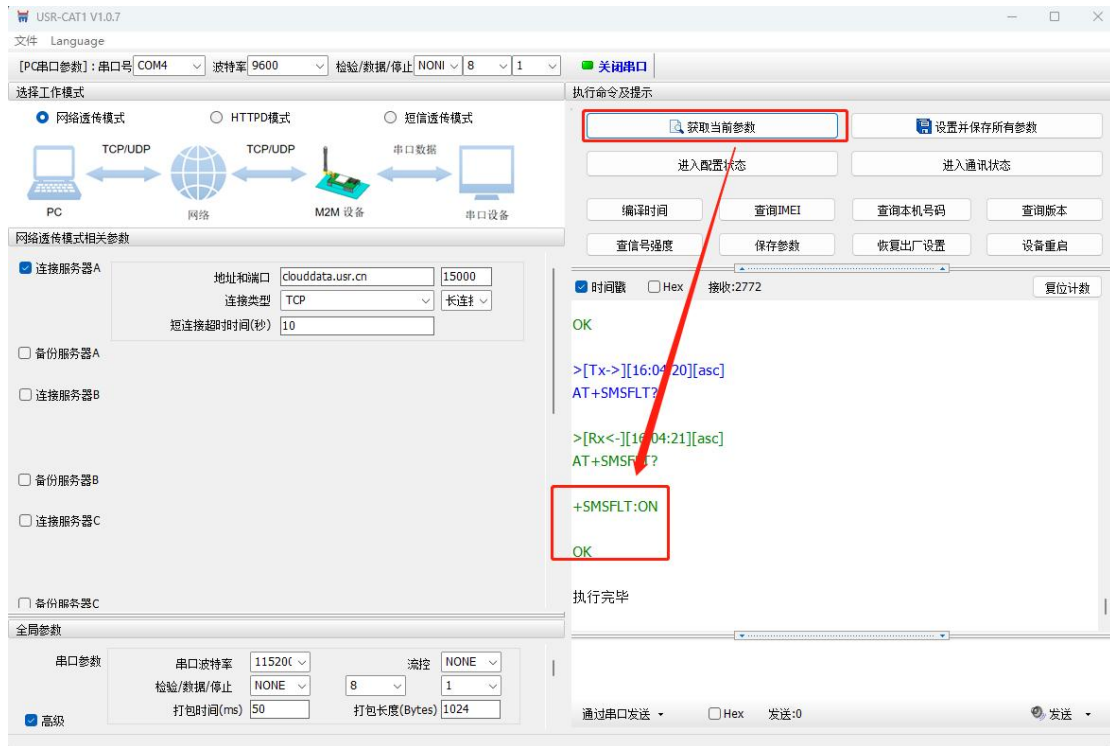 USR-CAT1 V1.0.7
文件 Language
[PC串口参数]：串口号 COM4 波特率 9600 检验/数据/停止 NONI 8 1 关闭串口
选择工作模式
网络透传模式 HTTPD模式 短信透传模式
TCP/UDP TCP/UDP 串口数据
PC 网络 M2M 设备 串口设备
网络透传模式相关参数
连接服务器A
地址和端口 clouddata.usr.cn 15000
连接类型 TCP 长连接
短连接超时时间(秒) 10
备份服务器A
连接服务器B
备份服务器B
连接服务器C
备份服务器C
全局参数
串口参数 串口波特率 11520( 流控 NONE
检验/数据/停止 NONE 8 1
打包时间(ms) 50 打包长度(Bytes) 1024
高级
执行命令及提示
获取当前参数 设置并保存所有参数
进入配置状态 进入通讯状态
编译时间 查询IMEI 查询本机号码 查询版本
查信号强度 保存参数 恢复出厂设置 设备重启
时间戳 Hex 接收:2772 复位计数
OK
>[Tx->][16:04:20][asc]
AT+SMSFLT?
>[Rx<-][16:04:21][asc]
AT+SMSFLT?
+SMSFLT:ON
OK
执行完毕
通过串口发送 Hex 发送:0 发送